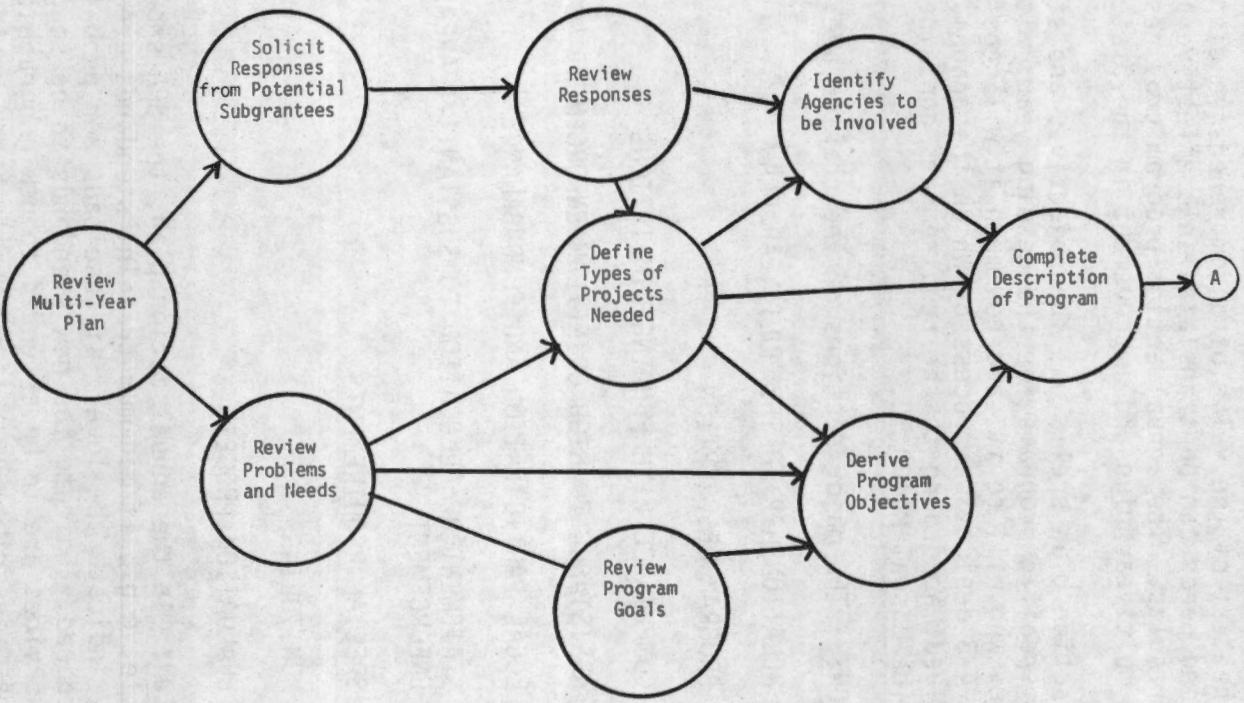 Solicit
Responses
from Potential
Subgrantees
Review
Responses
Identify
Agencies to
be Involved
Review
Multi-Year
Plan
Define
Types of
Projects
Needed
Complete
Description
of Program
A
Review
Problems
and Needs
Derive
Program
Objectives
Review
Program
Goals